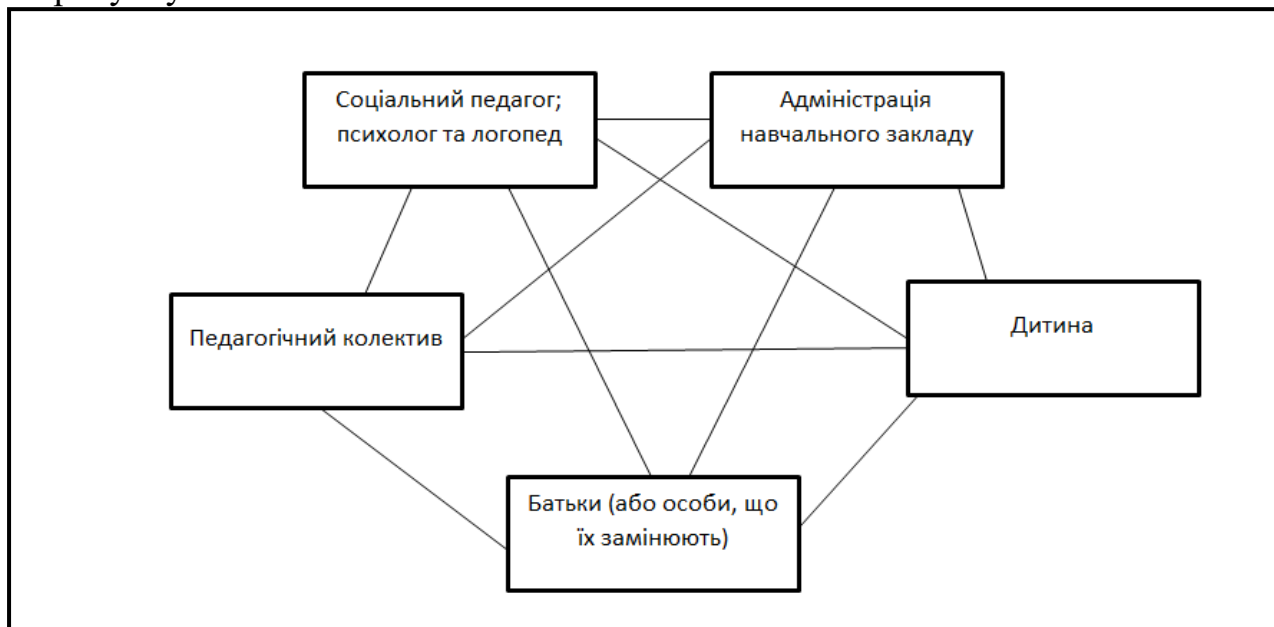 Соціальний педагог;
психолог та логопед
Адміністрація
навчального закладу
Педагогічний колектив
Дитина
Батьки (або особи, що
їх замінюють)